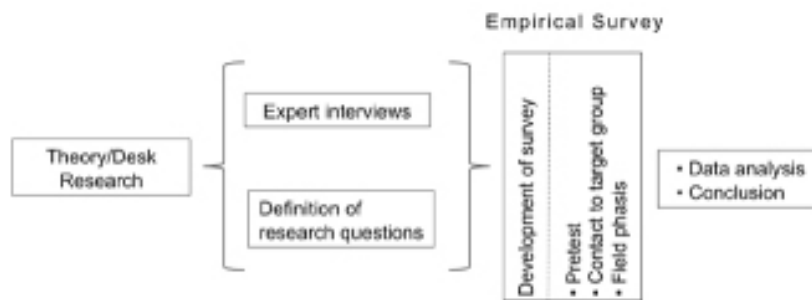 Empirical Survey
Theory/Desk
Research
Expert interviews
Definition of
research questions
Development of survey
• Pretest
• Contact to target group
• Field phasis
• Data analysis
• Conclusion